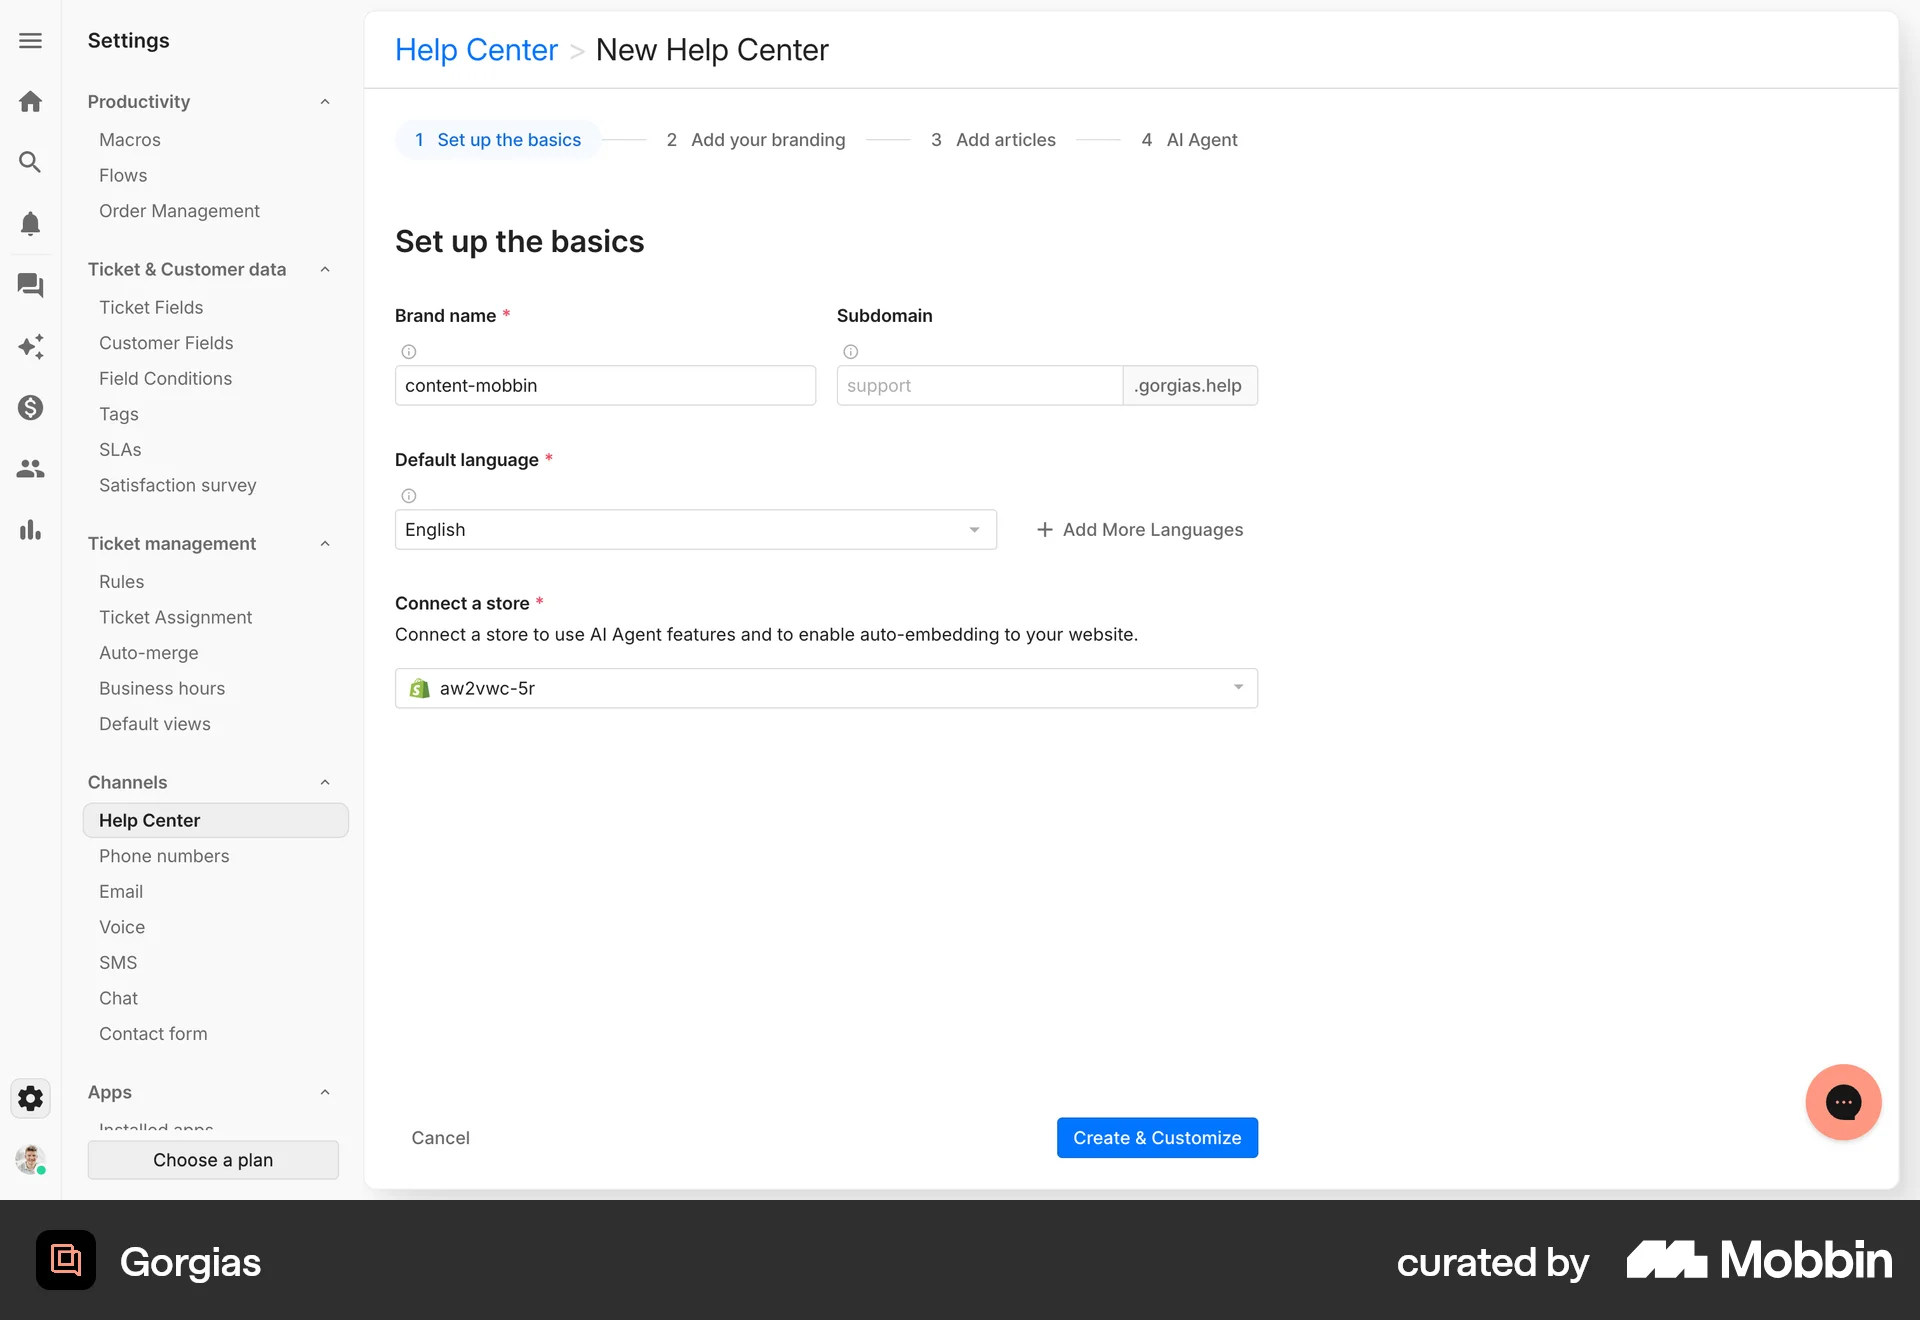 Settings
Productivity
Macros
Flows
Order Management
Ticket & Customer data
Ticket Fields
Customer Fields
Field Conditions
Tags
SLAs
Satisfaction survey
Ticket management
Rules
Ticket Assignment
Auto-merge
Business hours
Default views
Channels
Help Center
Phone numbers
Email
Voice
SMS
Chat
Contact form
Apps
Installed apps
Choose a plan
Help Center > New Help Center
1 Set up the basics 2 Add your branding 3 Add articles 4 AI Agent
Set up the basics
Brand name * Subdomain
content-mobbin support .gorgias.help
Default language *
English + Add More Languages
Connect a store *
Connect a store to use AI Agent features and to enable auto-embedding to your website.
aw2vwc-5r
Cancel Create & Customize
Gorgias curated by Mobbin